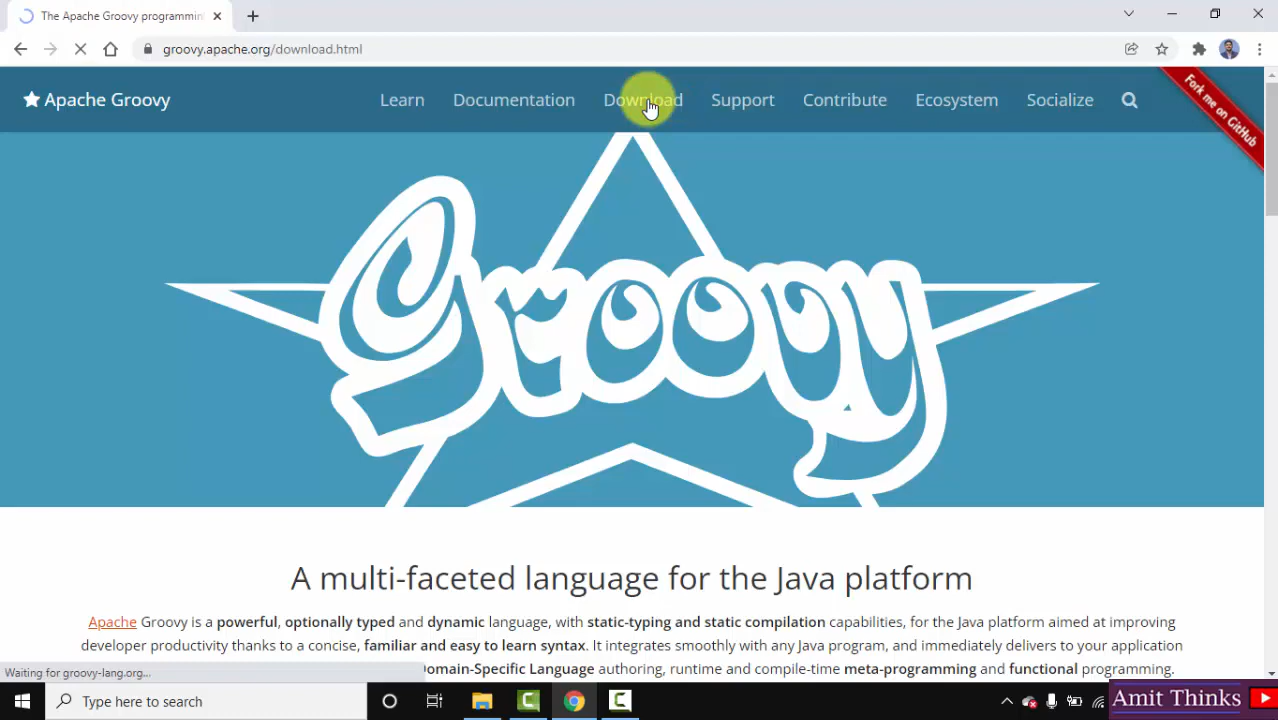 The Apache Groovy programmin
groovy.apache.org/download.html
Apache Groovy
Learn
Documentation
Download
Support
Contribute
Ecosystem
Socialize
Fork me on GitHub
Groovy
A multi-faceted language for the Java platform
Apache Groovy is a powerful, optionally typed and dynamic language, with static-typing and static compilation capabilities, for the Java platform aimed at improving
developer productivity thanks to a concise, familiar and easy to learn syntax. It integrates smoothly with any Java program, and immediately delivers to your application
omain-Specific Language authoring, runtime and compile-time meta-programming and functional programming.
Waiting for groovy-lang.org...
Type here to search
Amit Thinks